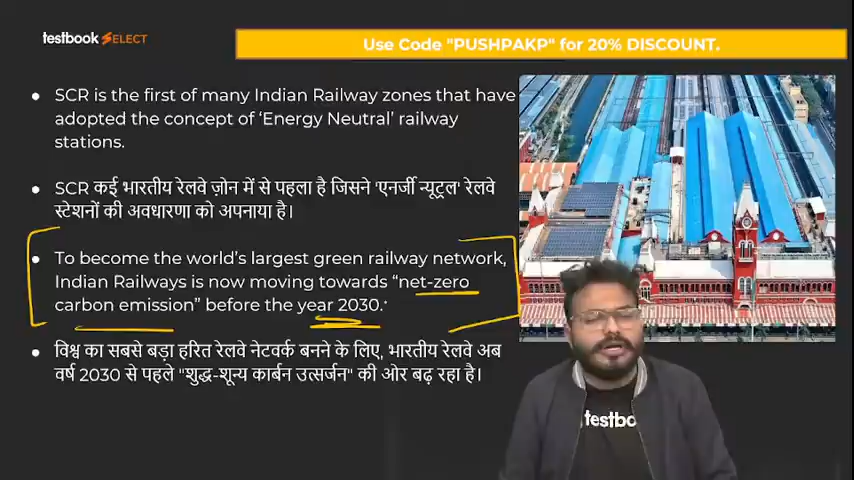 testbook SELECT
Use Code "PUSHPAKP" for 20% DISCOUNT.
SCR is the first of many Indian Railway zones that have
adopted the concept of ‘Energy Neutral’ railway
stations.
SCR कई भारतीय रेलवे ज़ोन में से पहला है जिसने 'एनर्जी न्यूट्रल' रेलवे
स्टेशनों की अवधारणा को अपनाया है।
To become the world’s largest green railway network,
Indian Railways is now moving towards “net-zero
carbon emission” before the year 2030.
विश्व का सबसे बड़ा हरित रेलवे नेटवर्क बनने के लिए, भारतीय रेलवे अब
वर्ष 2030 से पहले "शुद्ध-शून्य कार्बन उत्सर्जन" की ओर बढ़ रहा है।
testbo